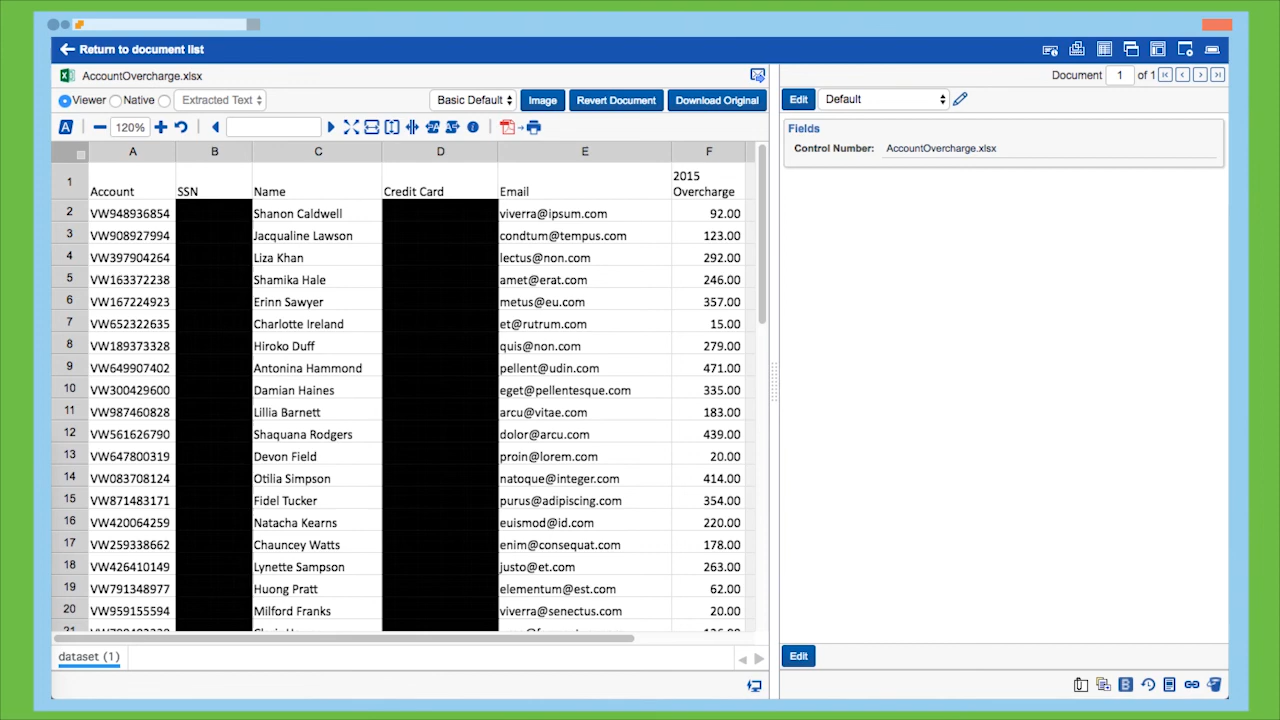 Return to document list
AccountOvercharge.xlsx
Document 1 of 1
Viewer Native Extracted Text Basic Default Image Revert Document Download Original
Edit Default
120%
Fields
Control Number: AccountOvercharge.xlsx
A B C D E F
1 Account SSN Name Credit Card Email 2015 Overcharge
2 VW948936854 Shanon Caldwell viverra@ipsum.com 92.00
3 VW908927994 Jacqualine Lawson condtum@tempus.com 123.00
4 VW397904264 Liza Khan lectus@non.com 292.00
5 VW163372238 Shamika Hale amet@erat.com 246.00
6 VW167224923 Erinn Sawyer metus@eu.com 357.00
7 VW652322635 Charlotte Ireland et@rutrum.com 15.00
8 VW189373328 Hiroko Duff quis@non.com 279.00
9 VW649907402 Antonina Hammond pellent@udin.com 471.00
10 VW300429600 Damian Haines eget@pellentesque.com 335.00
11 VW987460828 Lillia Barnett arcu@vitae.com 183.00
12 VW561626790 Shaquana Rodgers dolor@arcu.com 439.00
13 VW647800319 Devon Field proin@lorem.com 20.00
14 VW083708124 Otilia Simpson natoque@integer.com 414.00
15 VW871483171 Fidel Tucker purus@adipiscing.com 354.00
16 VW420064259 Natacha Kearns euismod@id.com 220.00
17 VW259338662 Chauncey Watts enim@consequat.com 178.00
18 VW426410149 Lynette Sampson justo@et.com 263.00
19 VW791348977 Huong Pratt elementum@est.com 62.00
20 VW959155594 Milford Franks viverra@senectus.com 20.00
21
dataset (1)
Edit